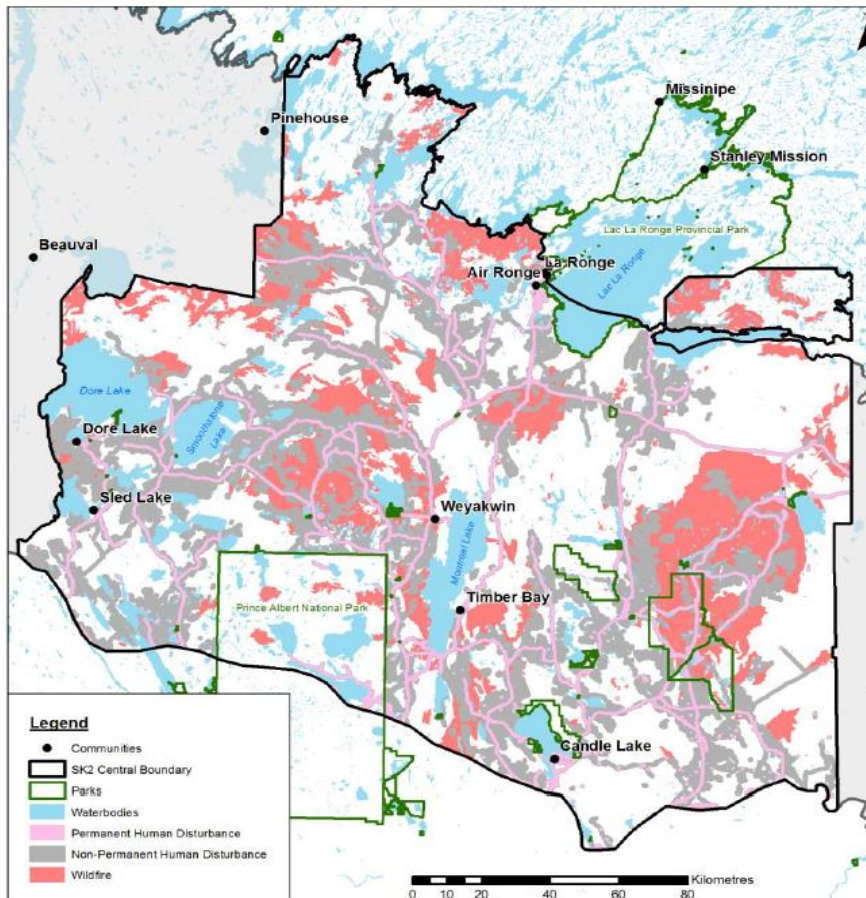 Missinipe
Pinehouse
Stanley Mission
Lac La Ronge Provincial Park
Beauval
La Ronge
Air Ronge
Lac La Ronge
Dore Lake
Smoothstone
Lake
Dore Lake
Sled Lake
Weyakwin
Montreal Lake
Timber Bay
Prince Albert National Park
Candle Lake
Legend
Communities
SK2 Central Boundary
Parks
Waterbodies
Permanent Human Disturbance
Non-Permanent Human Disturbance
Wildfire
Kilometres
0 10 20 40 60 80